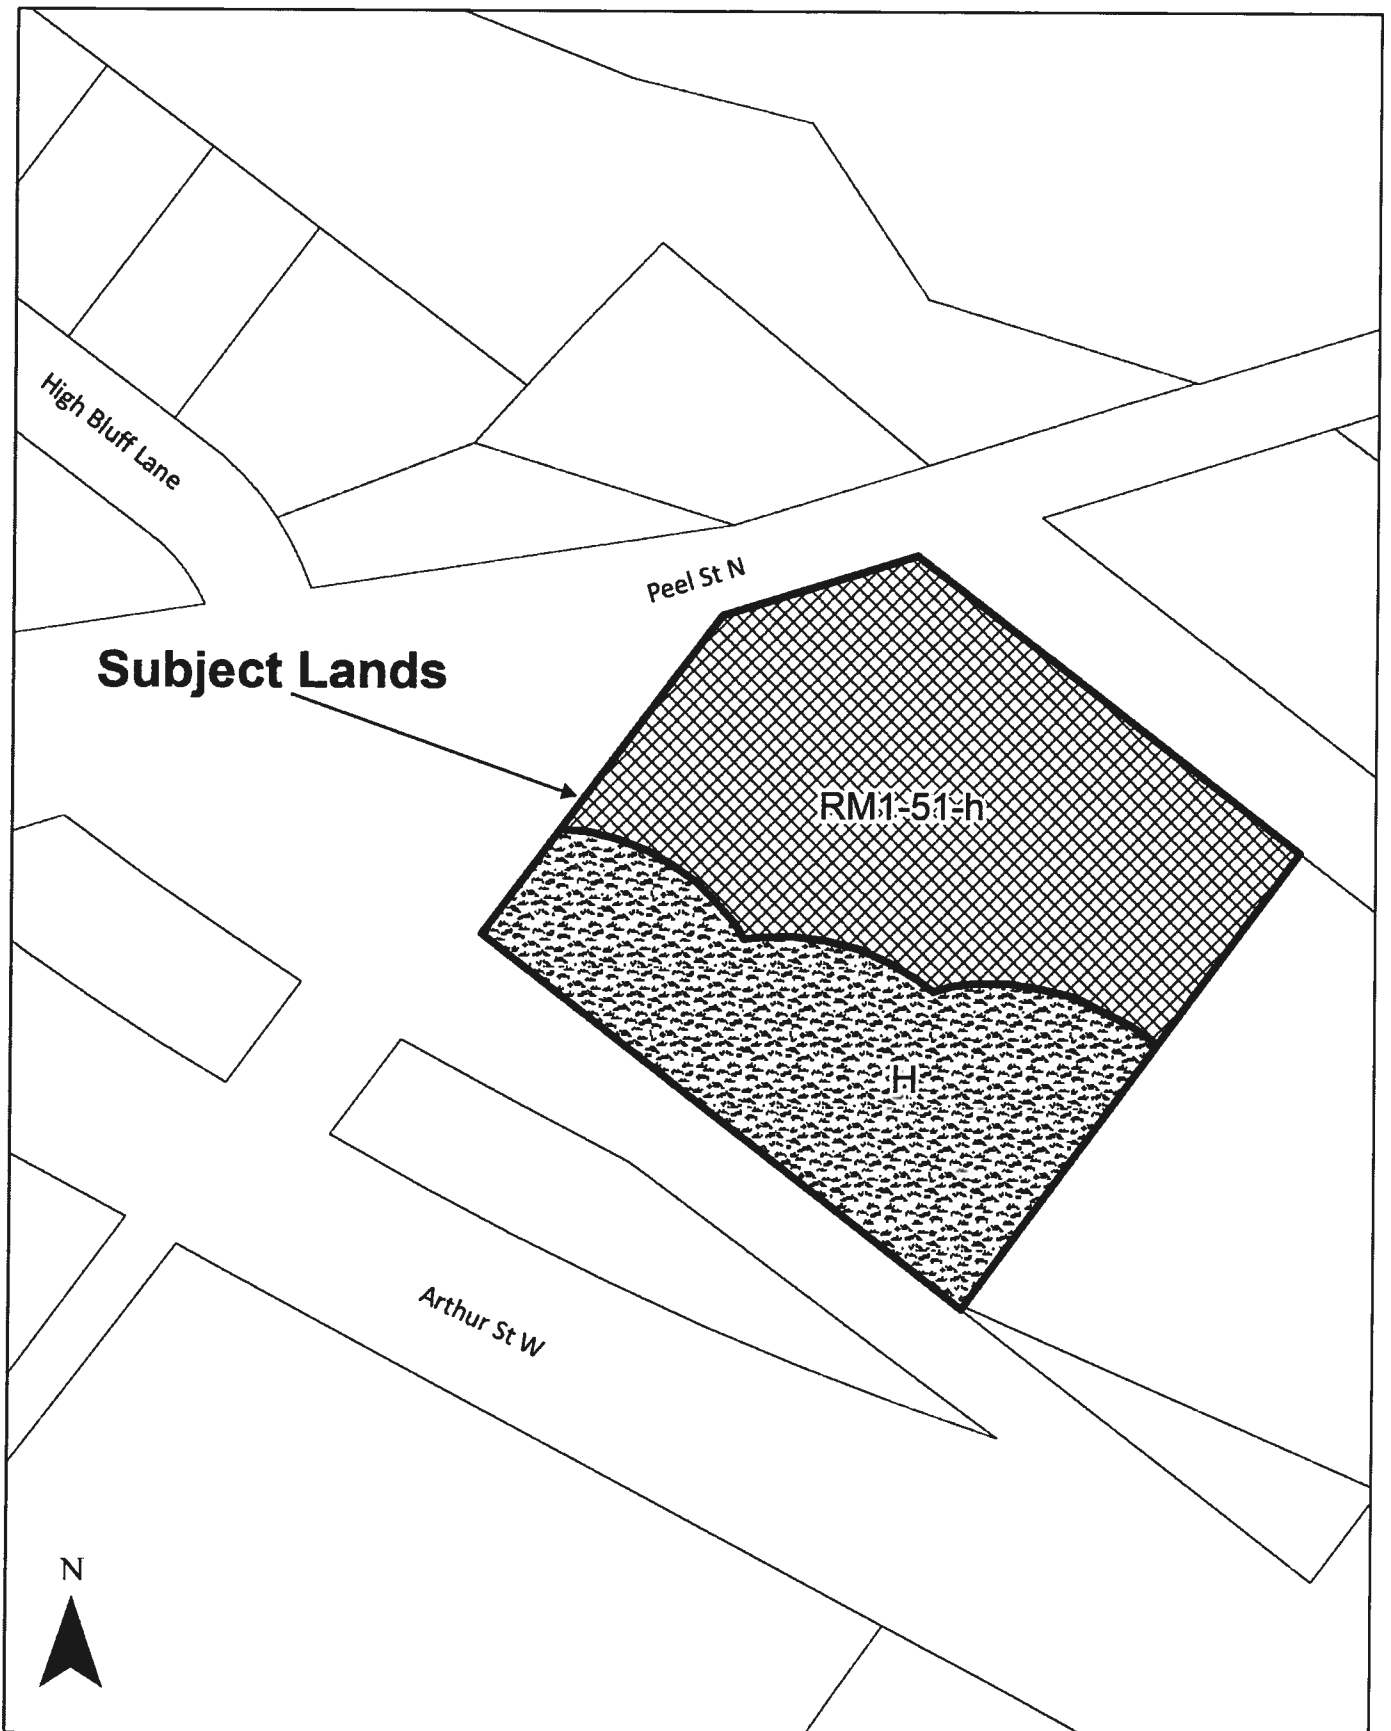 High Bluff Lane
Peel St N
Subject Lands
RM1-51-h
H
Arthur St W
N